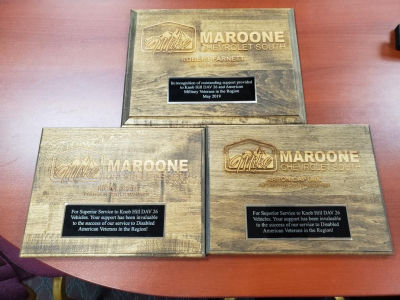 MAROONE
CHEVROLET SOUTH
In recognition of outstanding support provided
to Knob Hill DAV 26 and American
Military Veterans in the Region
May 2019
MAROONE
For Superior Service to Knob Hill DAV 26
Vehicles. Your support has been invaluable
to the success of our service to Disabled
American Veterans in the Region!
MAROONE
CHEVROLET
For Superior Service to Knob Hill DAV 26
Vehicles. Your support has been invaluable
to the success of our service to Disabled
American Veterans in the Region!